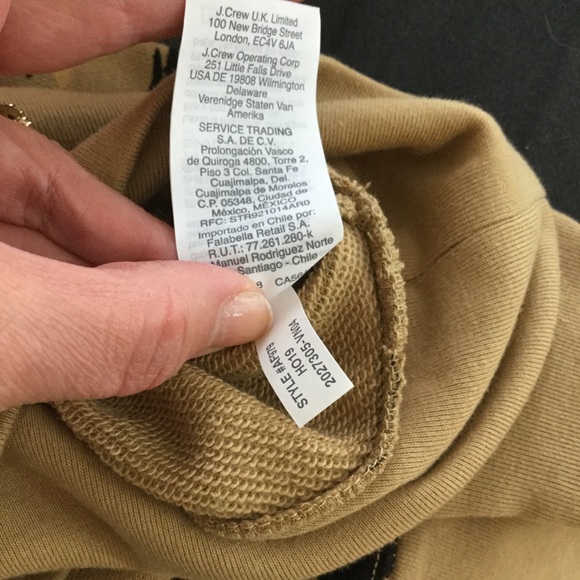 J.Crew U.K. Limited
100 New Bridge Street
London, EC4V 6JA
J.Crew Operating Corp
251 Little Falls Drive
USA DE 19808 Wilmington
Delaware
Verenidge Staten Van
Amerika
SERVICE TRADING
S.A. DE C.V.
Prolongación Vasco
de Quiroga 4800, Torre 2,
Piso 3 Col. Santa Fe
Cuajimalpa, Del.
Cuajimalpa de Morelos
C.P. 05348, Ciudad de
México, MÉXICO
RFC: STR921014AR0
Importado en Chile por:
Falabella Retail S.A.
R.U.T: 77.261.280-k
Manuel Rodriguez Norte
Santiago - Chile
STYLE #AF979
HO19
2027305-VN04